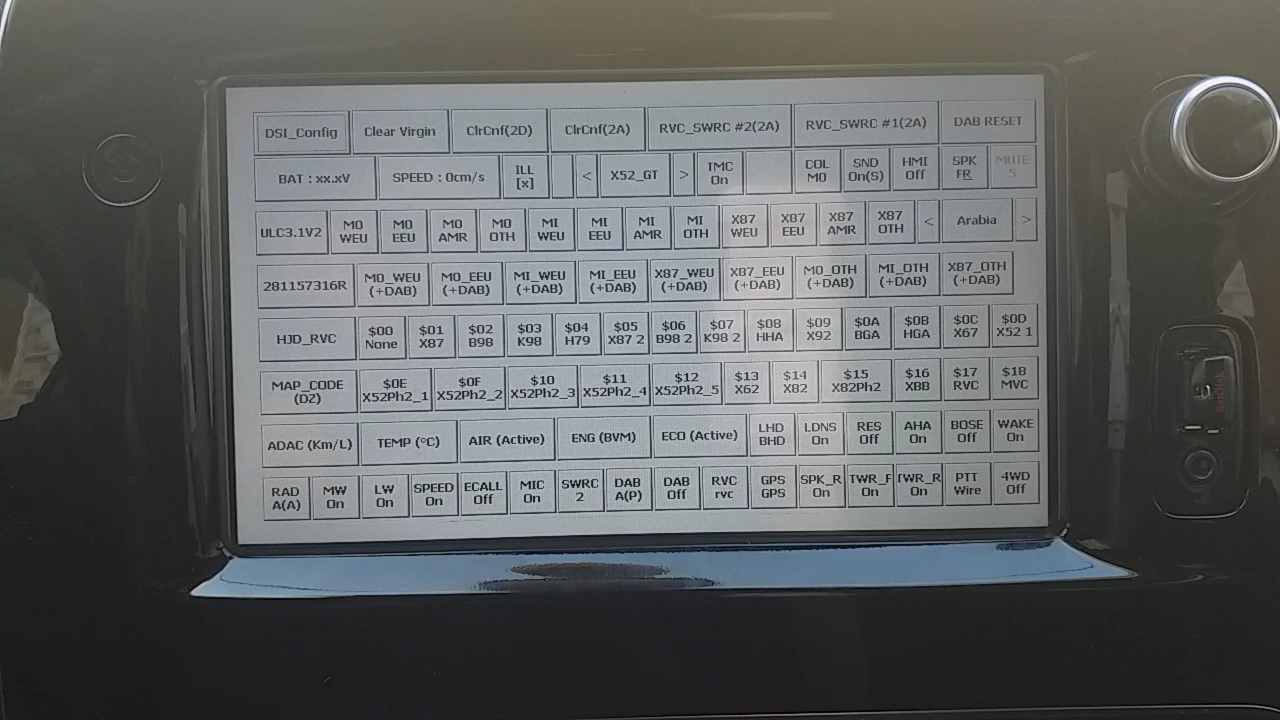 DSI_Config Clear Virgin ClrCnf(2D) ClrCnf(2A) RVC_SWRC #2(2A) RVC_SWRC #1(2A) DAB RESET
BAT : xx.xV SPEED : 0cm/s ILL [x] < X52_GT > TMC On COL M0 SND On(S) HMI Off SPK FR MUTE S
ULC3.1V2 M0 WEU M0 EEU M0 AMR M0 OTH MI WEU MI EEU MI AMR MI OTH X87 WEU X87 EEU X87 AMR X87 OTH < Arabia >
281157316R M0_WEU (+DAB) M0_EEU (+DAB) MI_WEU (+DAB) MI_EEU (+DAB) X87_WEU (+DAB) X87_EEU (+DAB) M0_OTH (+DAB) MI_OTH (+DAB) X87_OTH (+DAB)
HJD_RVC $00 None $01 X87 $02 B98 $03 K98 $04 H79 $05 X87 2 $06 B98 2 $07 K98 2 $08 HHA $09 X92 $0A BGA $0B HGA $0C X67 $0D X52 1
MAP_CODE (DZ) $0E X52Ph2_1 $0F X52Ph2_2 $10 X52Ph2_3 $11 X52Ph2_4 $12 X52Ph2_5 $13 X62 $14 X82 $15 X82Ph2 $16 XBB $17 RVC $18 MVC
ADAC (Km/L) TEMP (°C) AIR (Active) ENG (BVM) ECO (Active) LHD BHD LDNS On RES Off AHA On BOSE Off WAKE On
RAD A(A) MW On LW On SPEED On ECALL Off MIC On SWRC 2 DAB A(P) DAB Off RVC rvc GPS GPS SPK_R On TWR_F On TWR_R On PTT Wire 4WD Off
SanDisk